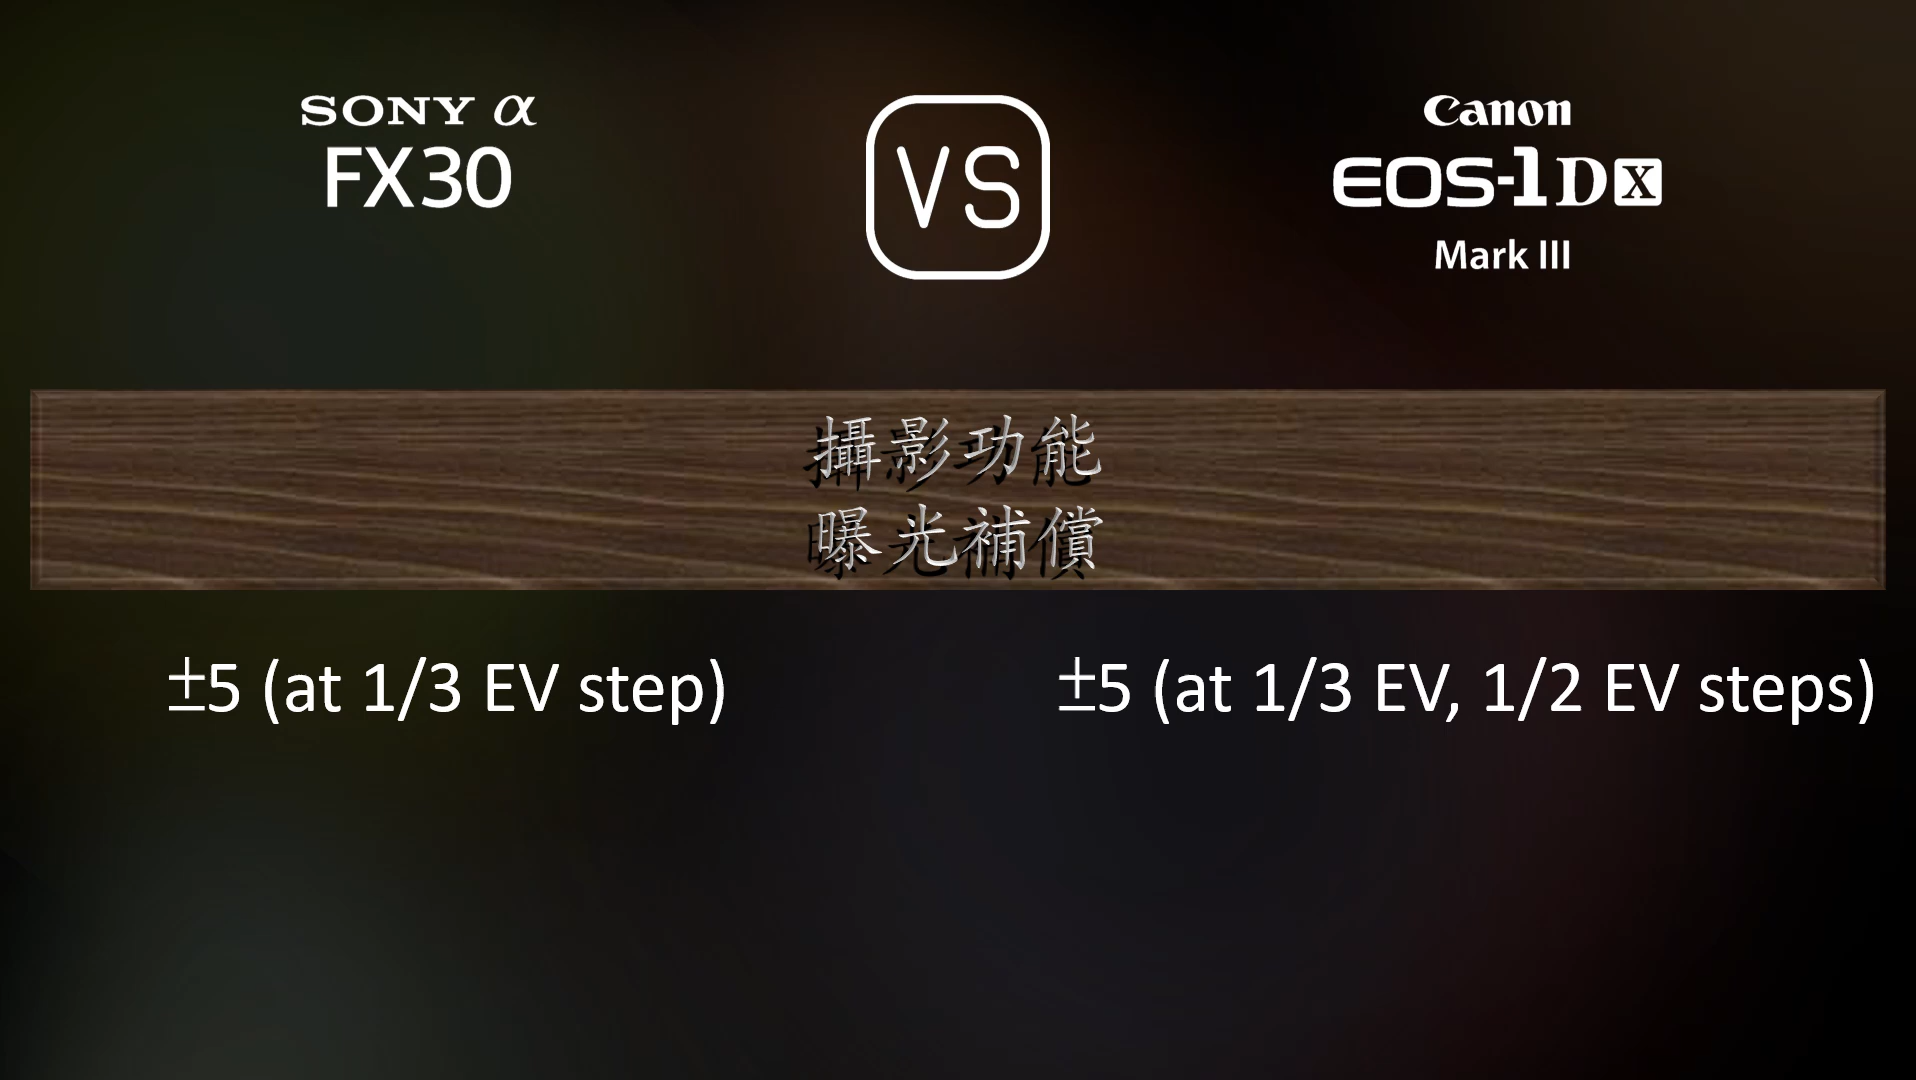 SONY α
FX30
VS
Canon
EOS-1DX
Mark III
攝影功能
曝光補償
±5 (at 1/3 EV step)
±5 (at 1/3 EV, 1/2 EV steps)